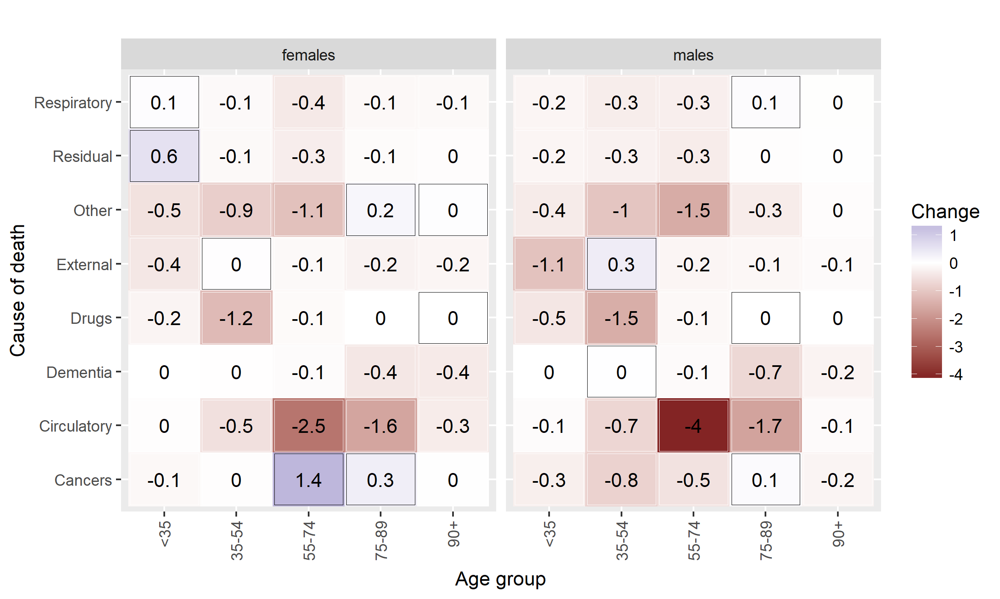 females males
Respiratory 0.1 -0.1 -0.4 -0.1 -0.1 -0.2 -0.3 -0.3 0.1 0
Residual 0.6 -0.1 -0.3 -0.1 0 -0.2 -0.3 -0.3 0 0
Other -0.5 -0.9 -1.1 0.2 0 -0.4 -1 -1.5 -0.3 0
External -0.4 0 -0.1 -0.2 -0.2 -1.1 0.3 -0.2 -0.1 -0.1
Drugs -0.2 -1.2 -0.1 0 0 -0.5 -1.5 -0.1 0 0
Dementia 0 0 -0.1 -0.4 -0.4 0 0 -0.1 -0.7 -0.2
Circulatory 0 -0.5 -2.5 -1.6 -0.3 -0.1 -0.7 -4 -1.7 -0.1
Cancers -0.1 0 1.4 0.3 0 -0.3 -0.8 -0.5 0.1 -0.2
<35 35-54 55-74 75-89 90+ <35 35-54 55-74 75-89 90+
Age group
Cause of death
Change
1
0
-1
-2
-3
-4